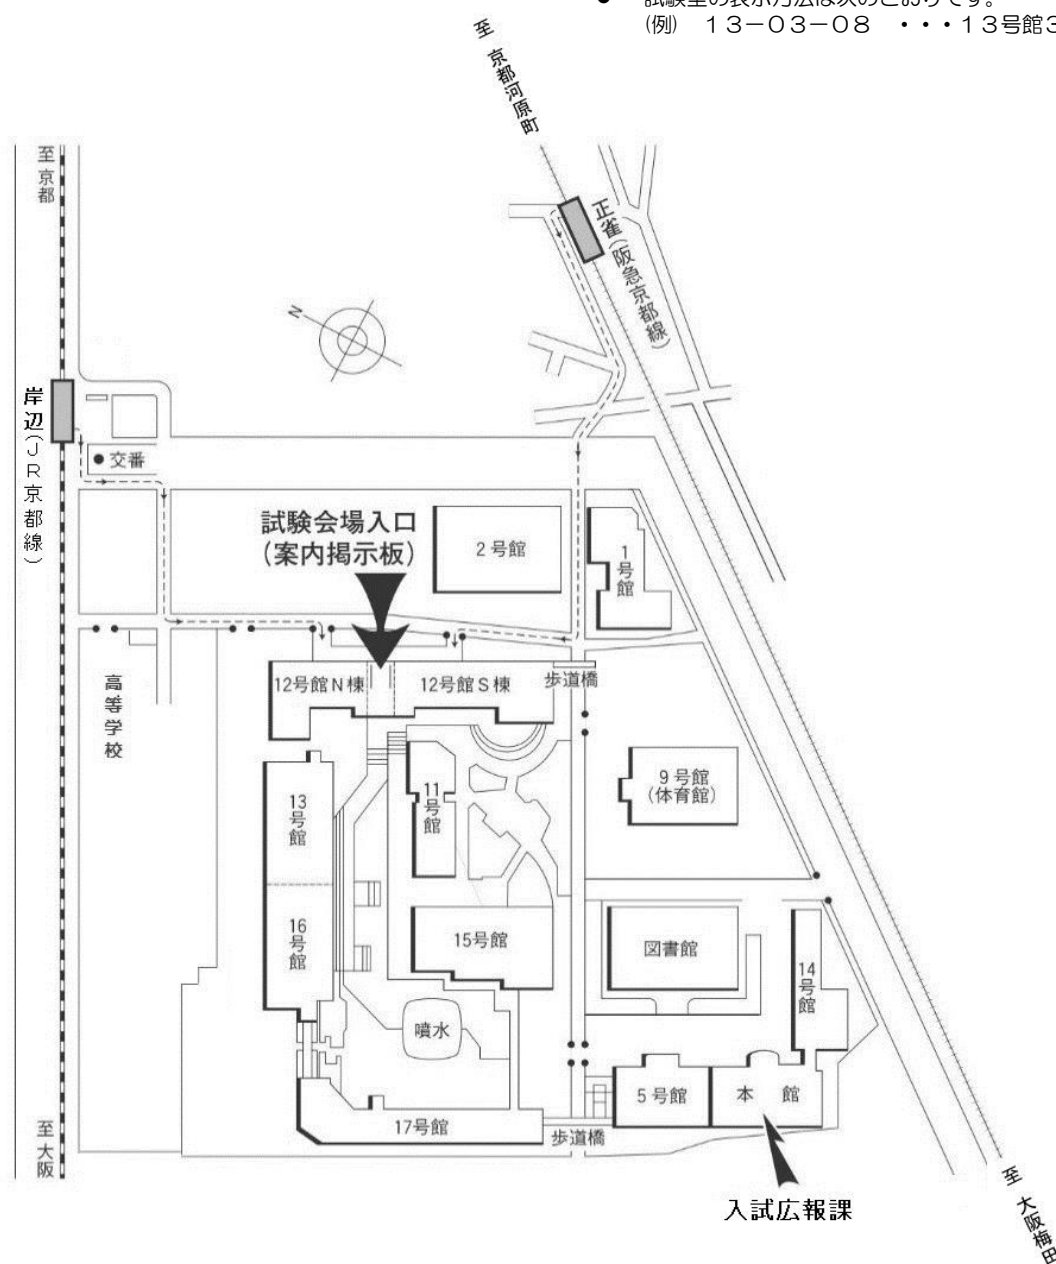 ● 試験室の表示方法は次のとおりです。
(例) １３－０３－０８ ・・・１３号館３
至 京都河原町
至 京都
正雀(阪急京都線)
N
岸辺(ＪＲ京都線)
●交番
試験会場入口
(案内掲示板)
2号館
1号館
高等学校
12号館N棟
12号館S棟
歩道橋
13号館
11号館
9号館
(体育館)
16号館
15号館
図書館
14号館
噴水
5号館
本 館
17号館
歩道橋
至 大阪
入試広報課
至 大阪梅田